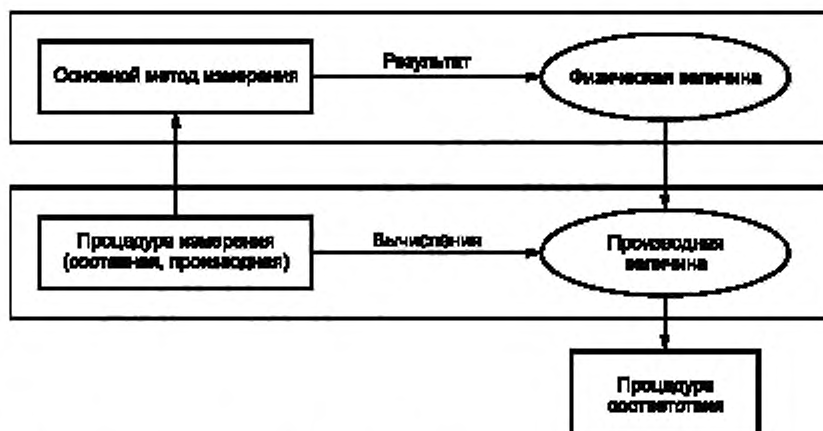 Основной метод измерения
Результат
Физическая величина
Процедура измерения
(составная, производная)
Вычисления
Производная
величина
Процедура
соответствия